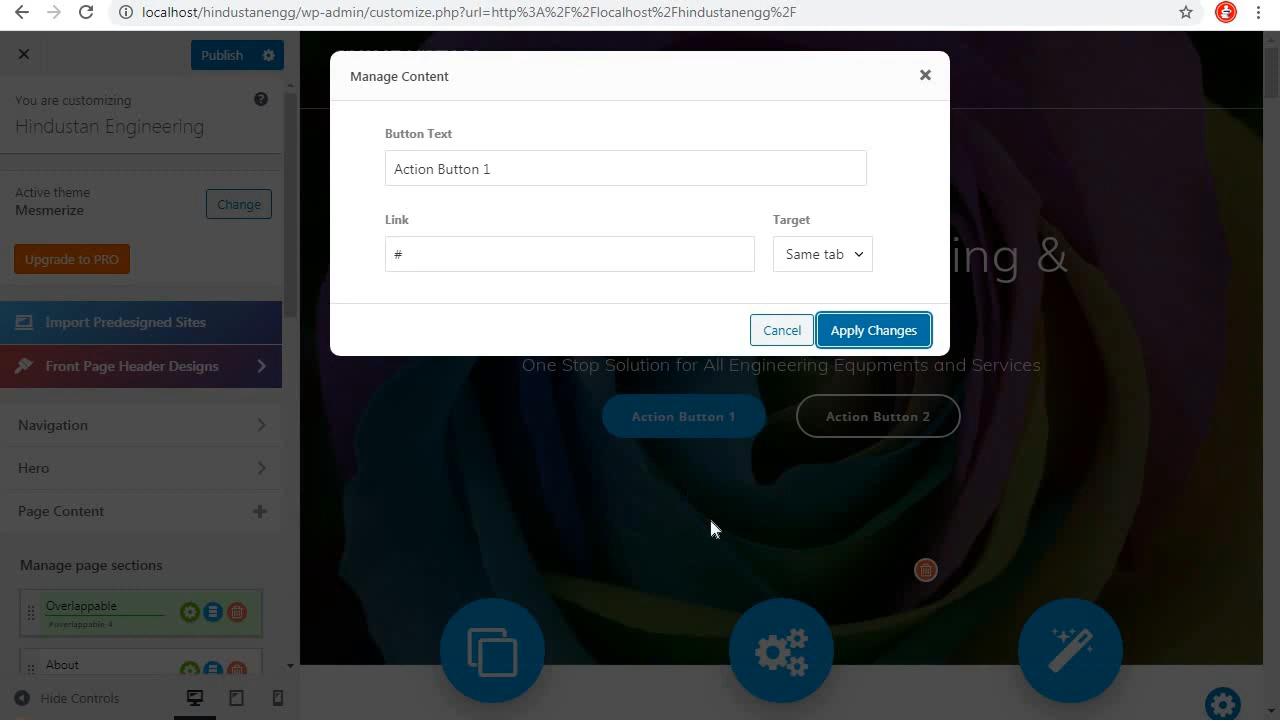 localhost/hindustanengg/wp-admin/customize.php?url=http%3A%2F%2Flocalhost%2Fhindustanengg%2F
Publish
You are customizing
Hindustan Engineering
Active theme
Mesmerize
Change
Upgrade to PRO
Import Predesigned Sites
Front Page Header Designs
Navigation
Hero
Page Content
Manage page sections
Overlappable
#overlappable_4
About
Hide Controls
Manage Content
Button Text
Action Button 1
Link
Target
#
Same tab
Cancel
Apply Changes
ing &
One Stop Solution for All Engineering Equpments and Services
Action Button 1
Action Button 2